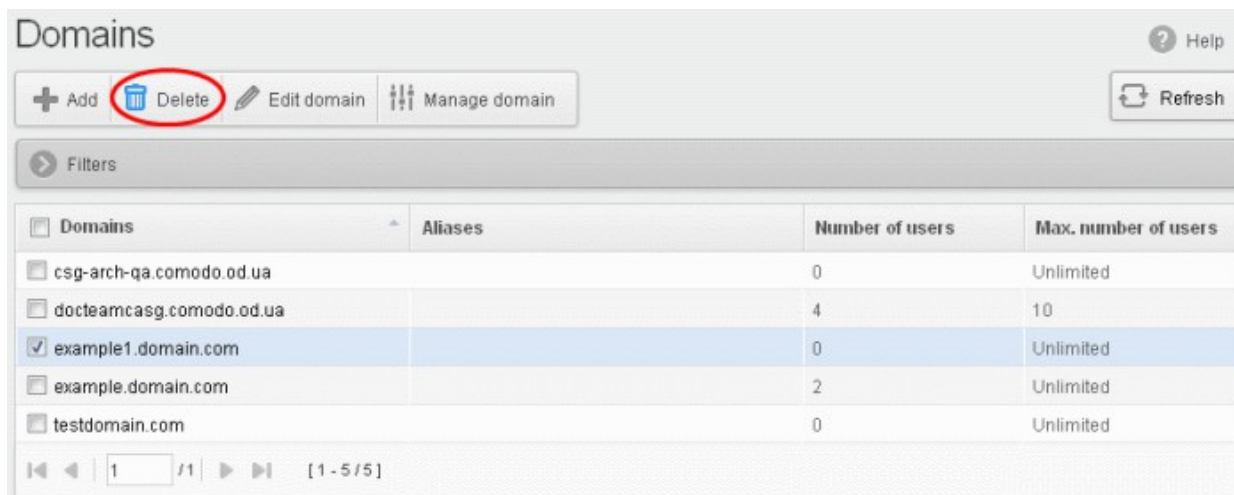 Domains
Help
Add Delete Edit domain Manage domain Refresh
Filters
Domains Aliases Number of users Max. number of users
csg-arch-qa.comodo.od.ua 0 Unlimited
docteamcasg.comodo.od.ua 4 10
example1.domain.com 0 Unlimited
example.domain.com 2 Unlimited
testdomain.com 0 Unlimited
1 /1 [1-5/5]